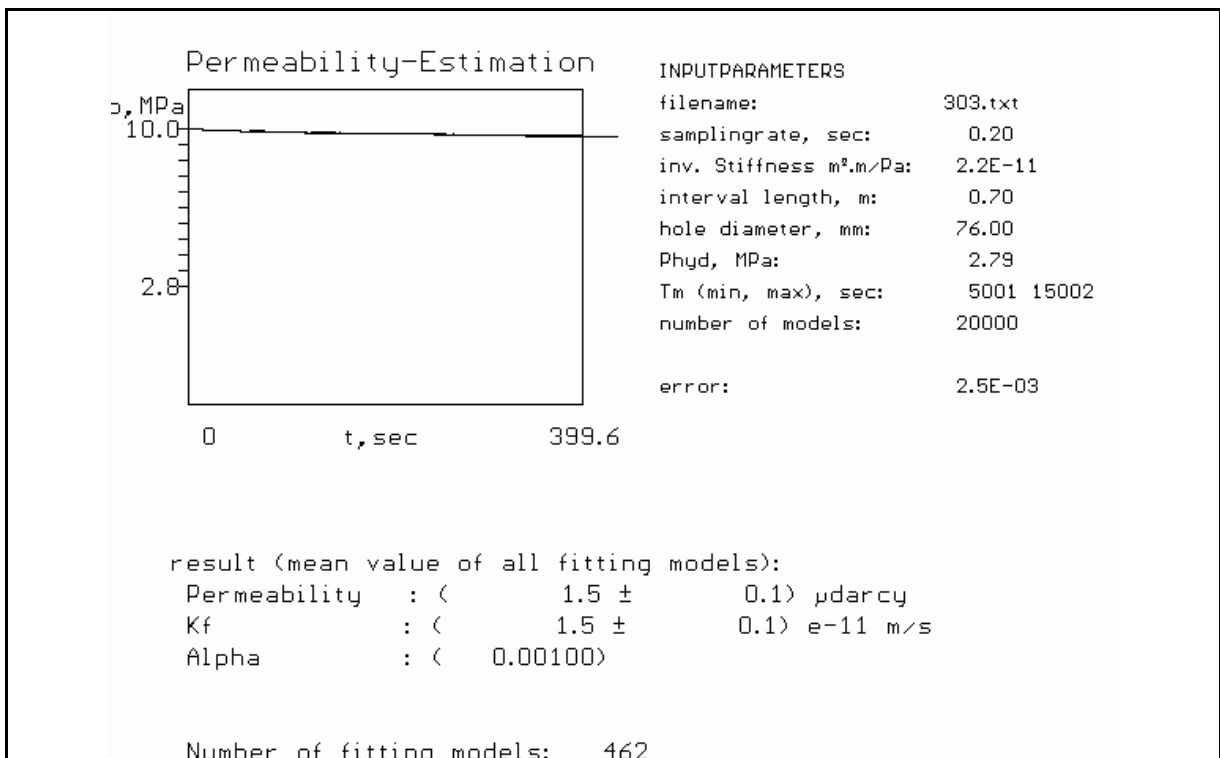 Permeability-Estimation
p,MPa
10.0
2.8
0 t,sec 399.6
INPUTPARAMETERS
filename: 303.txt
samplingrate, sec: 0.20
inv. Stiffness m².m/Pa: 2.2E-11
interval length, m: 0.70
hole diameter, mm: 76.00
Phyd, MPa: 2.79
Tm (min, max), sec: 5001 15002
number of models: 20000
error: 2.5E-03
result (mean value of all fitting models):
Permeability : ( 1.5 ± 0.1) µdarcy
Kf : ( 1.5 ± 0.1) e-11 m/s
Alpha : ( 0.00100)
Number of fitting models: 462